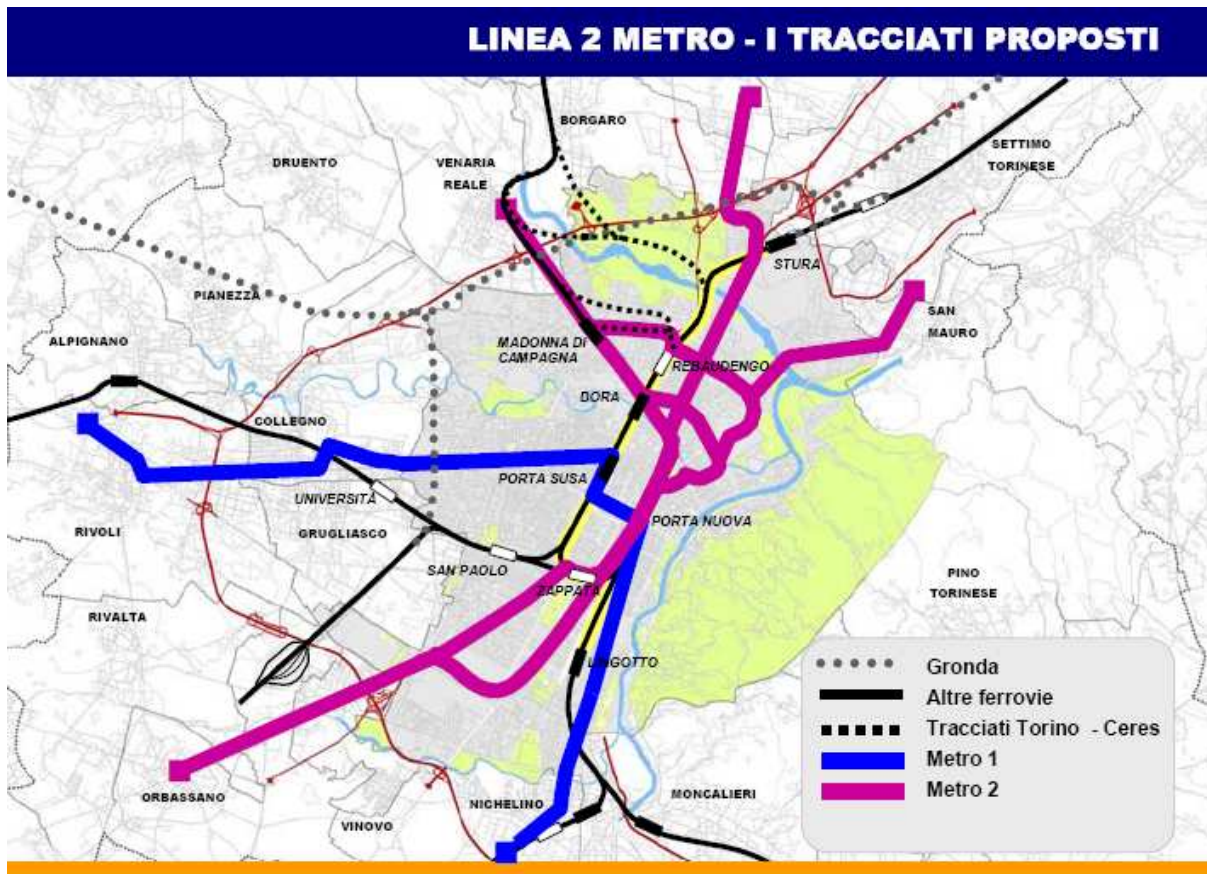 LINEA 2 METRO - I TRACCIATI PROPOSTI
BORGARO
DRUENTO
VENARIA
REALE
SETTIMO
TORINESE
STURA
PIANEZZA
SAN
MAURO
ALPIGNANO
MADONNA DI
CAMPAGNA
REBAUDENGO
DORA
COLLEGNO
PORTA SUSA
UNIVERSITÀ
PORTA NUOVA
RIVOLI
GRUGLIASCO
SAN PAOLO
ZAPPATA
PINO
TORINESE
RIVALTA
LINGOTTO
ORBASSANO
NICHELINO
MONCALIERI
VINOVO
Gronda
Altre ferrovie
Tracciati Torino - Ceres
Metro 1
Metro 2